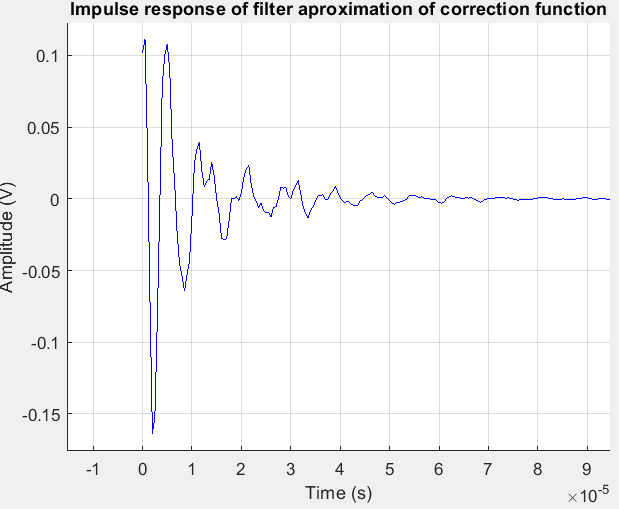 Impulse response of filter aproximation of correction function
0.1
0.05
0
-0.05
-0.1
-0.15
Amplitude (V)
-1 0 1 2 3 4 5 6 7 8 9
Time (s)
×10-5